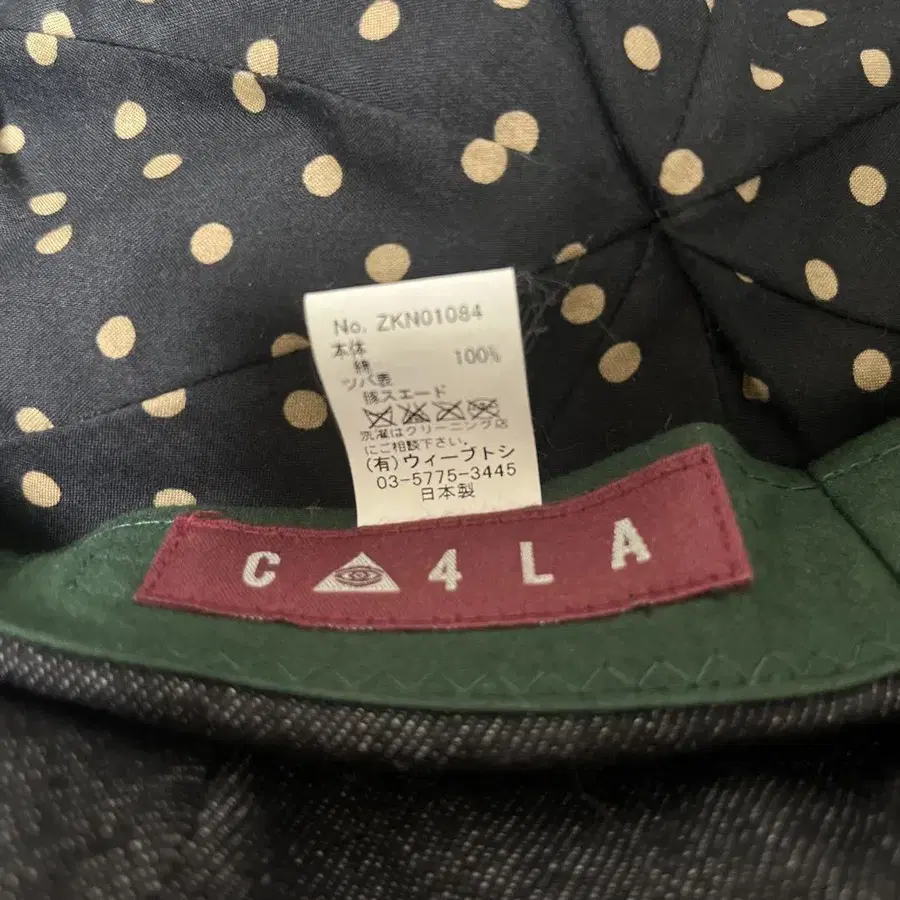 No. ZKN01084
本体
綿 100%
ツバ表
豚スエード
洗濯はクリーニング店
にご相談下さい。
(有)ウィーブトシ
03-5775-3445
日本製
C 4 L A